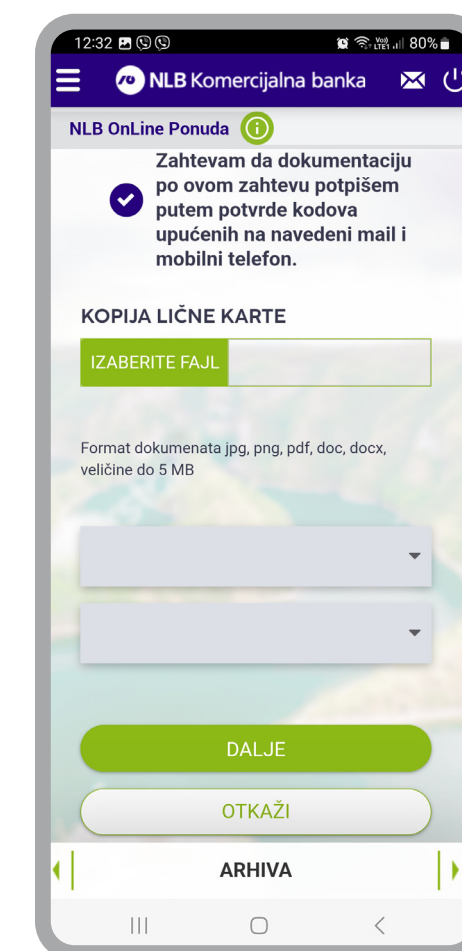 12:32 80%
NLB Komercijalna banka
NLB OnLine Ponuda
Zahtevam da dokumentaciju
po ovom zahtevu potpišem
putem potvrde kodova
upućenih na navedeni mail i
mobilni telefon.
KOPIJA LIČNE KARTE
IZABERITE FAJL
Format dokumenata jpg, png, pdf, doc, docx,
veličine do 5 MB
DALJE
OTKAŽI
ARHIVA